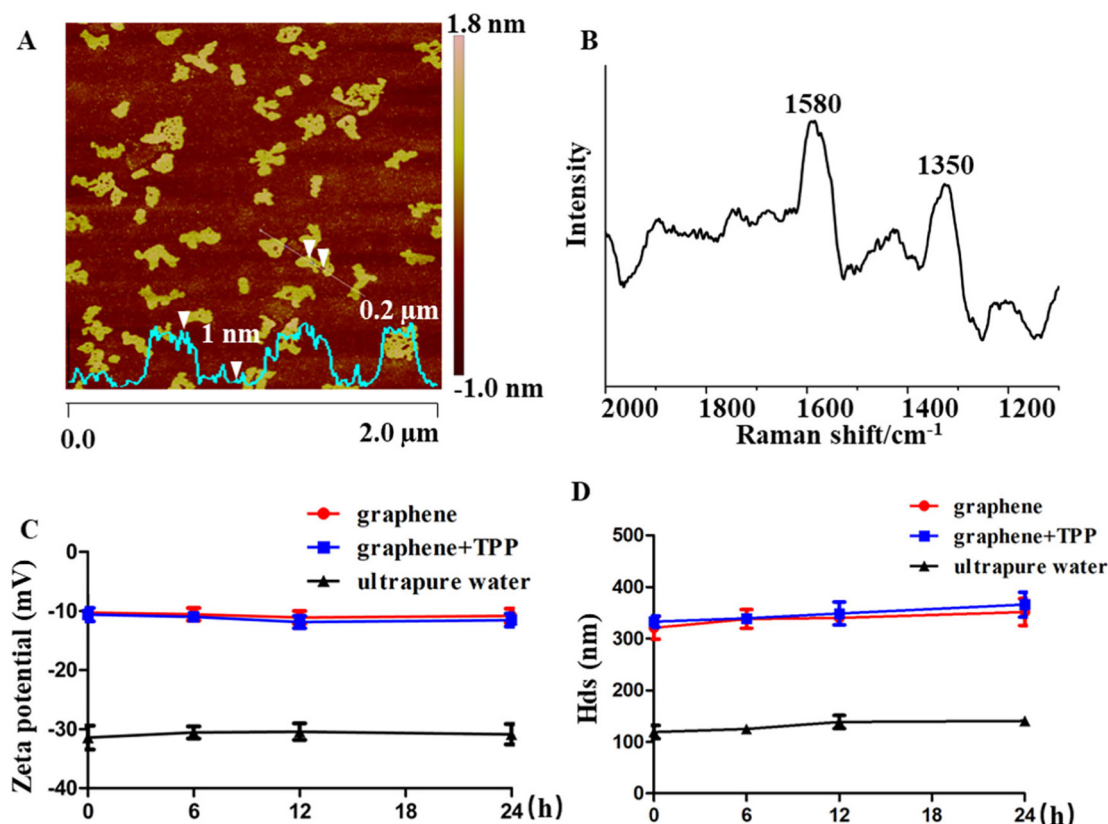 A
1.8 nm
0.2 µm
1 nm
-1.0 nm
0.0
2.0 µm
B
1580
1350
Intensity
2000 1800 1600 1400 1200
Raman shift/cm-1
C
graphene
graphene+TPP
ultrapure water
Zeta potential (mV)
0
-10
-20
-30
-40
0 6 12 18 24 (h)
D
graphene
graphene+TPP
ultrapure water
Hds (nm)
500
400
300
200
100
0
0 6 12 18 24 (h)